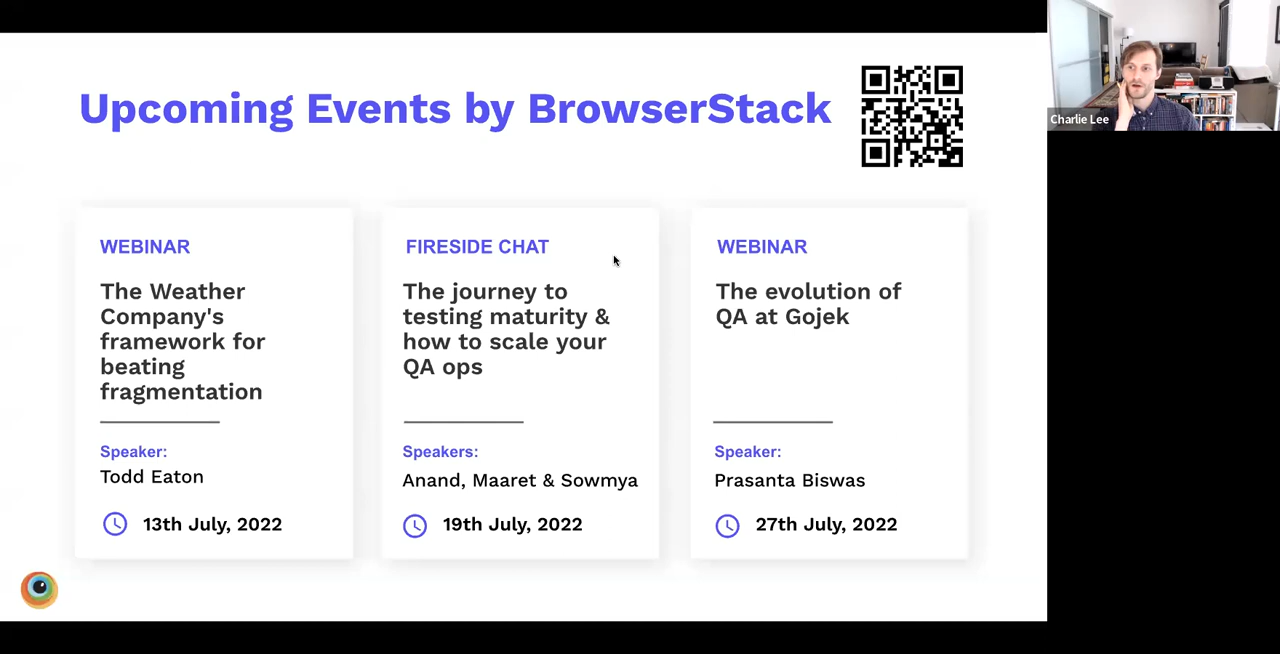 Upcoming Events by BrowserStack
Charlie Lee
WEBINAR
The Weather
Company's
framework for
beating
fragmentation
Speaker:
Todd Eaton
13th July, 2022
FIRESIDE CHAT
The journey to
testing maturity &
how to scale your
QA ops
Speakers:
Anand, Maaret & Sowmya
19th July, 2022
WEBINAR
The evolution of
QA at Gojek
Speaker:
Prasanta Biswas
27th July, 2022